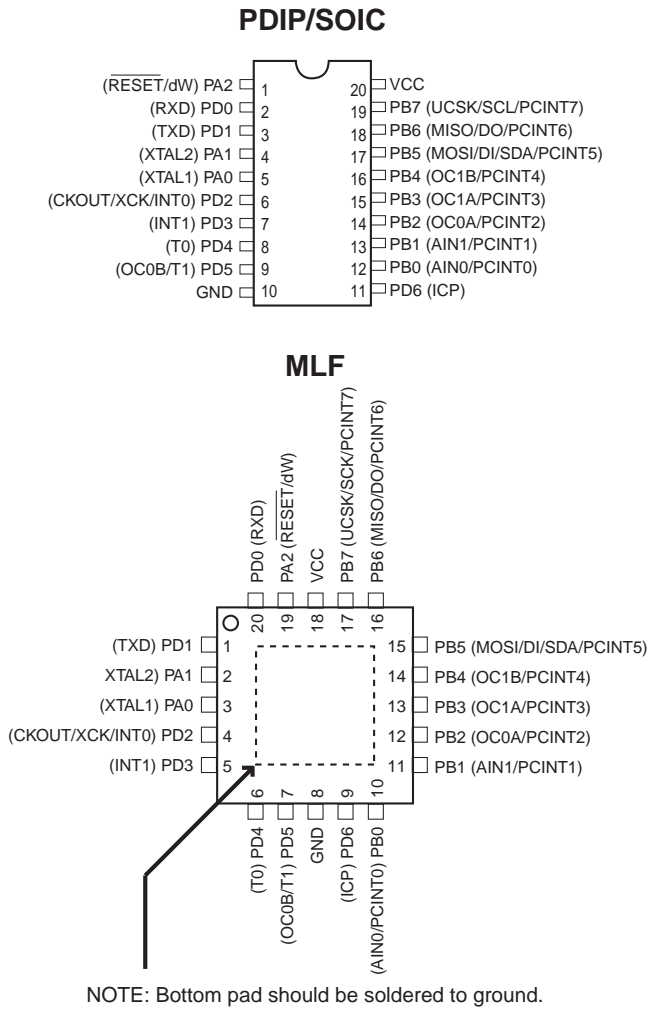 PDIP/SOIC
(RESET/dW) PA2 1 20 VCC
(RXD) PD0 2 19 PB7 (UCSK/SCL/PCINT7)
(TXD) PD1 3 18 PB6 (MISO/DO/PCINT6)
(XTAL2) PA1 4 17 PB5 (MOSI/DI/SDA/PCINT5)
(XTAL1) PA0 5 16 PB4 (OC1B/PCINT4)
(CKOUT/XCK/INT0) PD2 6 15 PB3 (OC1A/PCINT3)
(INT1) PD3 7 14 PB2 (OC0A/PCINT2)
(T0) PD4 8 13 PB1 (AIN1/PCINT1)
(OC0B/T1) PD5 9 12 PB0 (AIN0/PCINT0)
GND 10 11 PD6 (ICP)
MLF
PD0 (RXD)
PA2 (RESET/dW)
VCC
PB7 (UCSK/SCK/PCINT7)
PB6 (MISO/DO/PCINT6)
20 19 18 17 16
(TXD) PD1 1 15 PB5 (MOSI/DI/SDA/PCINT5)
XTAL2) PA1 2 14 PB4 (OC1B/PCINT4)
(XTAL1) PA0 3 13 PB3 (OC1A/PCINT3)
(CKOUT/XCK/INT0) PD2 4 12 PB2 (OC0A/PCINT2)
(INT1) PD3 5 11 PB1 (AIN1/PCINT1)
6 7 8 9 10
(T0) PD4
(OC0B/T1) PD5
GND
(ICP) PD6
(AIN0/PCINT0) PB0
NOTE: Bottom pad should be soldered to ground.